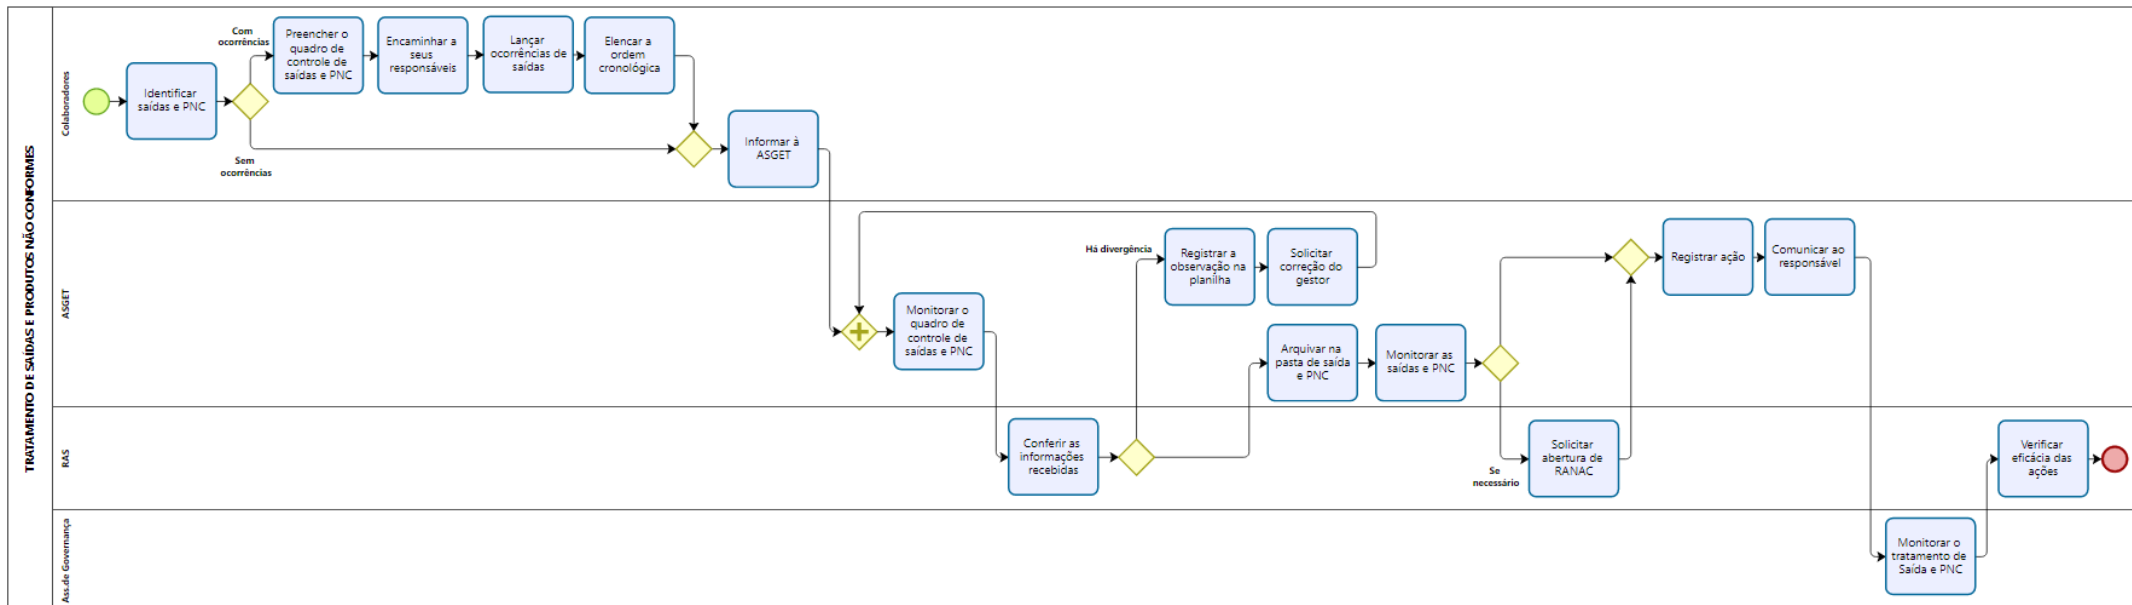 TRATAMENTO DE SAÍDAS E PRODUTOS NÃO CONFORMES
Colaboradores
Identificar
saídas e PNC
Com
ocorrências
Sem
ocorrências
Preencher o
quadro de
controle de
saídas e PNC
Encaminhar a
seus
responsáveis
Lançar
ocorrências de
saídas
Elencar a
ordem
cronológica
Informar à
ASGET
ASGET
Monitorar o
quadro de
controle de
saídas e PNC
Há divergência
Registrar a
observação na
planilha
Solicitar
correção do
gestor
Arquivar na
pasta de saída
e PNC
Monitorar as
saídas e PNC
Registrar ação
Comunicar ao
responsável
RAS
Conferir as
informações
recebidas
Se
necessário
Solicitar
abertura de
RANAC
Verificar
eficácia das
ações
Ass.de Governança
Monitorar o
tratamento de
Saída e PNC